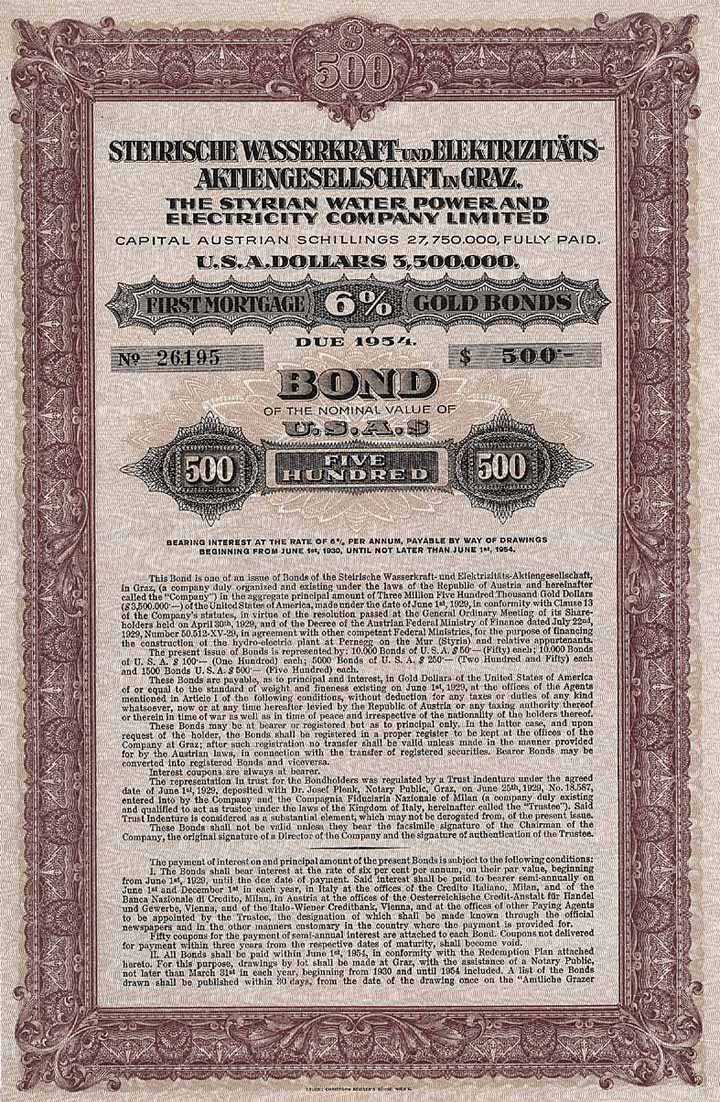 $
500
STEIRISCHE WASSERKRAFT- UND ELEKTRIZITÄTS-
AKTIENGESELLSCHAFT IN GRAZ.
THE STYRIAN WATER POWER AND
ELECTRICITY COMPANY LIMITED
CAPITAL AUSTRIAN SCHILLINGS 27,750.000, FULLY PAID.
U.S.A. DOLLARS 3,500.000.
FIRST MORTGAGE 6% GOLD BONDS
DUE 1954.
No 26.195 $ 500·-
BOND
OF THE NOMINAL VALUE OF
U.S.A.$
500 FIVE HUNDRED 500
BEARING INTEREST AT THE RATE OF 6% PER ANNUM, PAYABLE BY WAY OF DRAWINGS
BEGINNING FROM JUNE 1st, 1930, UNTIL NOT LATER THAN JUNE 1st, 1954.
This Bond is one of an issue of Bonds of the Steirische Wasserkraft- und Elektrizitäts-Aktiengesellschaft,
in Graz, (a company duly organized and existing under the laws of the Republic of Austria and hereinafter
called the "Company") in the aggregate principal amount of Three Million Five Hundred Thousand Gold Dollars
($ 3,500.000·—) of the United States of America, made under the date of June 1st, 1929, in conformity with Clause 13
of the Company's statutes, in virtue of the resolution passed at the General Ordinary Meeting of its Share-
holders held on April 30th, 1929, and of the Decree of the Austrian Federal Ministry of Finance dated July 22nd,
1929, Number 50.512-XV-29, in agreement with other competent Federal Ministries, for the purpose of financing
the construction of the hydro-electric plant at Pernegg on the Mur (Styria) and relative appurtenants.
The present issue of Bonds is represented by: 10.000 Bonds of U. S. A. $ 50·— (Fifty) each; 10.000 Bonds
of U. S. A. $ 100·— (One Hundred) each; 5000 Bonds of U. S. A. $ 250·— (Two Hundred and Fifty) each
and 1500 Bonds U. S. A. $ 500·— (Five Hundred) each.
These Bonds are payable, as to principal and interest, in Gold Dollars of the United States of America
of or equal to the standard of weight and fineness existing on June 1st, 1929, at the offices of the Agents
mentioned in Article I of the following conditions, without deduction for any taxes or duties of any kind
whatsoever, now or at any time hereafter levied by the Republic of Austria or any taxing authority thereof
or therein in time of war as well as in time of peace and irrespective of the nationality of the holders thereof.
These Bonds may be at bearer or registered but as to principal only. In the latter case, and upon
request of the holder, the Bonds shall be registered in a proper register to be kept at the offices of the
Company at Graz; after such registration no transfer shall be valid unless made in the manner provided
for by the Austrian laws, in connection with the transfer of registered securities. Bearer Bonds may be
converted into registered Bonds and viceversa.
Interest coupons are always at bearer.
The representation in trust for the Bondholders was regulated by a Trust Indenture under the agreed
date of June 1st, 1929, deposited with Dr. Josef Plenk, Notary Public, Graz, on June 25th, 1929, No. 18.587,
entered into by the Company and the Compagnia Fiduciaria Nazionale of Milan (a company duly existing
and qualified to act as trustee under the laws of the Kingdom of Italy, hereinafter called the "Trustee"). Said
Trust Indenture is considered as a substantial element, which may not be derogated from, of the present issue.
These Bonds shall not be valid unless they bear the facsimile signature of the Chairman of the
Company, the original signature of a Director of the Company and the signature of authentication of the Trustee.
The payment of interest on and principal amount of the present Bonds is subject to the following conditions:
I. The Bonds shall bear interest at the rate of six per cent per annum, on their par value, beginning
from June 1st, 1929, until the due date of payment. Said interest shall be paid to bearer semi-annually on
June 1st and December 1st in each year, in Italy at the offices of the Credito Italiano, Milan, and of the
Banca Nazionale di Credito, Milan, in Austria at the offices of the Oesterreichische Credit-Anstalt für Handel
und Gewerbe, Vienna, and of the Italo-Wiener Creditbank, Vienna, and at the offices of other Paying Agents
to be appointed by the Trustee, the designation of which shall be made known through the official
newspapers and in the other manners customary in the country where the payment is provided for.
Fifty coupons for the payment of semi-annual interest are attached to each Bond. Coupons not delivered
for payment within three years from the respective dates of maturity, shall become void.
II. All Bonds shall be paid within June 1st, 1954, in conformity with the Redemption Plan attached
hereto. For this purpose, drawings by lot shall be made at Graz, with the assistance of a Notary Public,
not later than March 31st in each year, beginning from 1930 and until 1954 included. A list of the Bonds
drawn shall be published within 30 days, from the date of the drawing once on the "Amtliche Grazer